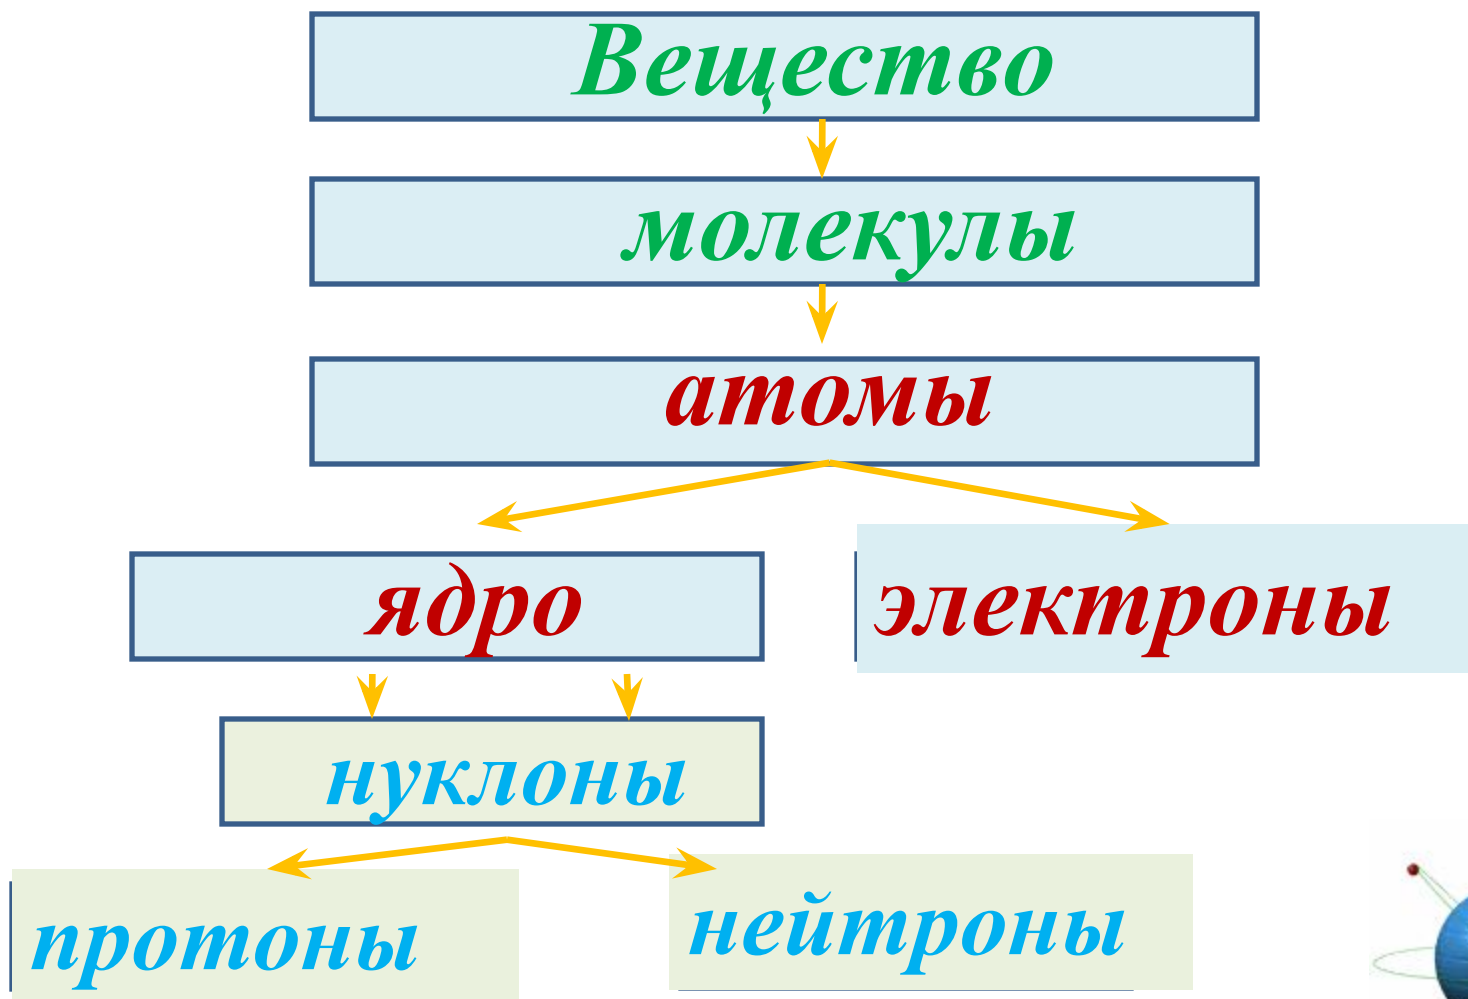 Вещество
молекулы
атомы
ядро
электроны
нуклоны
протоны
нейтроны